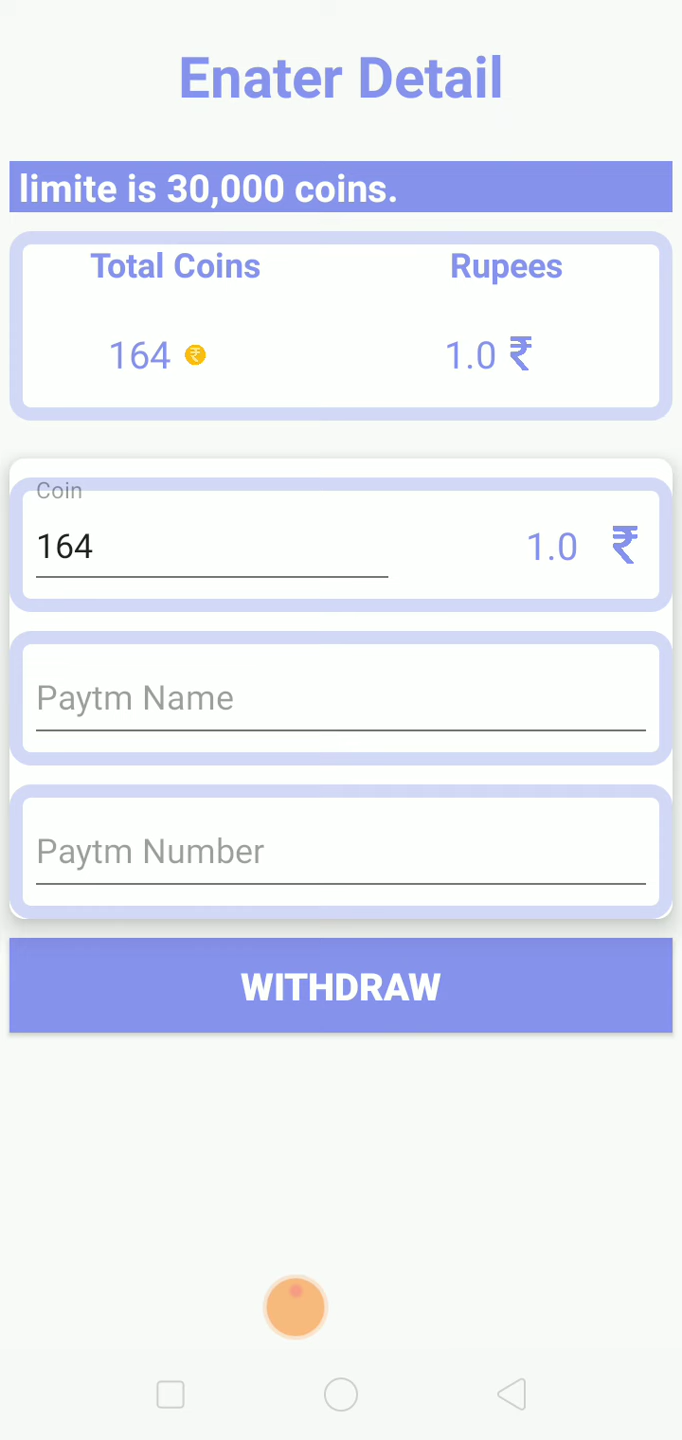 Enater Detail
limite is 30,000 coins.
Total Coins Rupees
164 ₹ 1.0 ₹
Coin
164 1.0 ₹
Paytm Name
Paytm Number
WITHDRAW